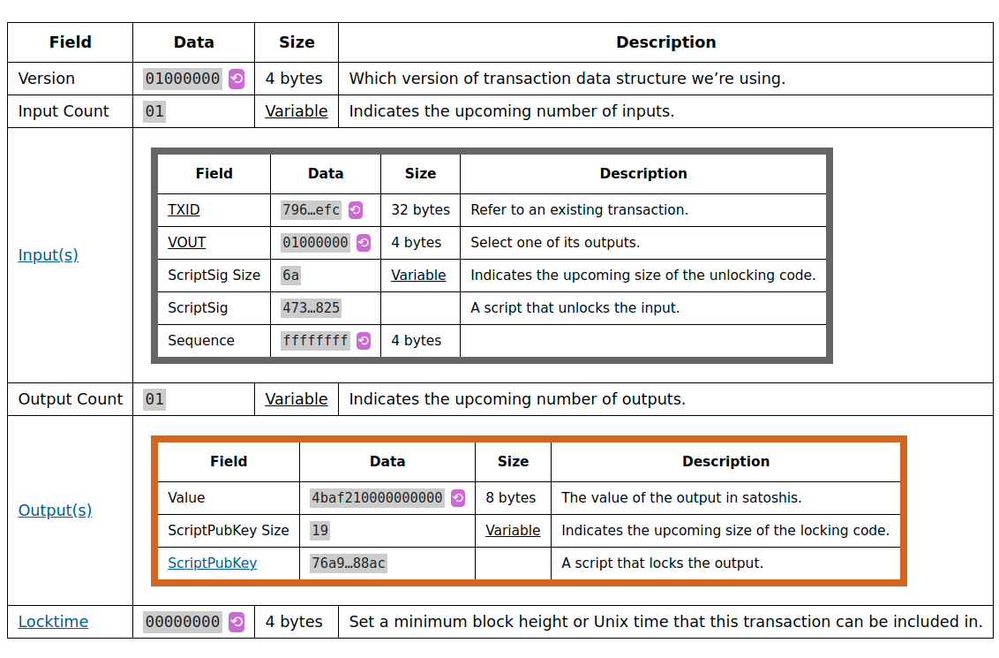 Field Data Size Description
Version 01000000 4 bytes Which version of transaction data structure we’re using.
Input Count 01 Variable Indicates the upcoming number of inputs.
Input(s)
Field Data Size Description
TXID 796…efc 32 bytes Refer to an existing transaction.
VOUT 01000000 4 bytes Select one of its outputs.
ScriptSig Size 6a Variable Indicates the upcoming size of the unlocking code.
ScriptSig 473…825 A script that unlocks the input.
Sequence ffffffff 4 bytes
Output Count 01 Variable Indicates the upcoming number of outputs.
Output(s)
Field Data Size Description
Value 4baf210000000000 8 bytes The value of the output in satoshis.
ScriptPubKey Size 19 Variable Indicates the upcoming size of the locking code.
ScriptPubKey 76a9…88ac A script that locks the output.
Locktime 00000000 4 bytes Set a minimum block height or Unix time that this transaction can be included in.